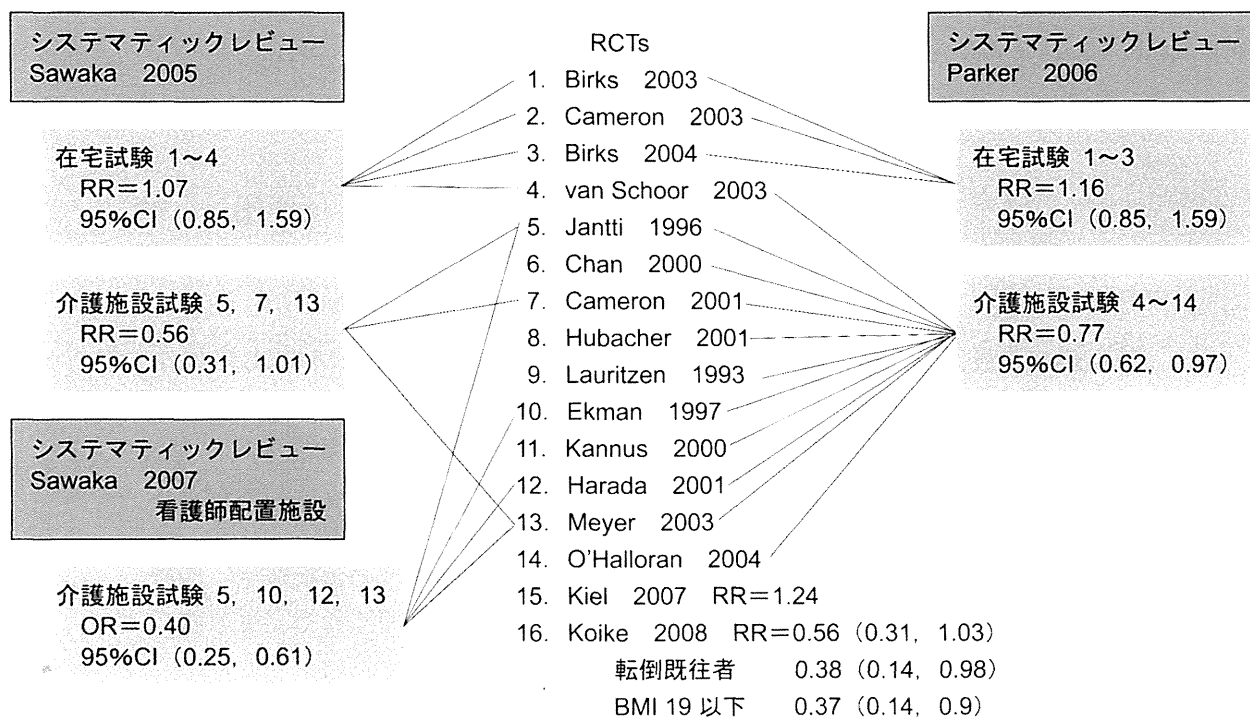 システマティックレビュー
Sawaka 2005
在宅試験 1～4
RR＝1.07
95%CI（0.85，1.59）
介護施設試験 5，7，13
RR＝0.56
95%CI（0.31，1.01）
システマティックレビュー
Sawaka 2007
看護師配置施設
介護施設試験 5，10，12，13
OR＝0.40
95%CI（0.25，0.61）
RCTs
1. Birks 2003
2. Cameron 2003
3. Birks 2004
4. van Schoor 2003
5. Jantti 1996
6. Chan 2000
7. Cameron 2001
8. Hubacher 2001
9. Lauritzen 1993
10. Ekman 1997
11. Kannus 2000
12. Harada 2001
13. Meyer 2003
14. O'Halloran 2004
15. Kiel 2007 RR＝1.24
16. Koike 2008 RR＝0.56（0.31，1.03）
転倒既往者 0.38（0.14，0.98）
BMI 19 以下 0.37（0.14，0.9）
システマティックレビュー
Parker 2006
在宅試験 1～3
RR＝1.16
95%CI（0.85，1.59）
介護施設試験 4～14
RR＝0.77
95%CI（0.62，0.97）